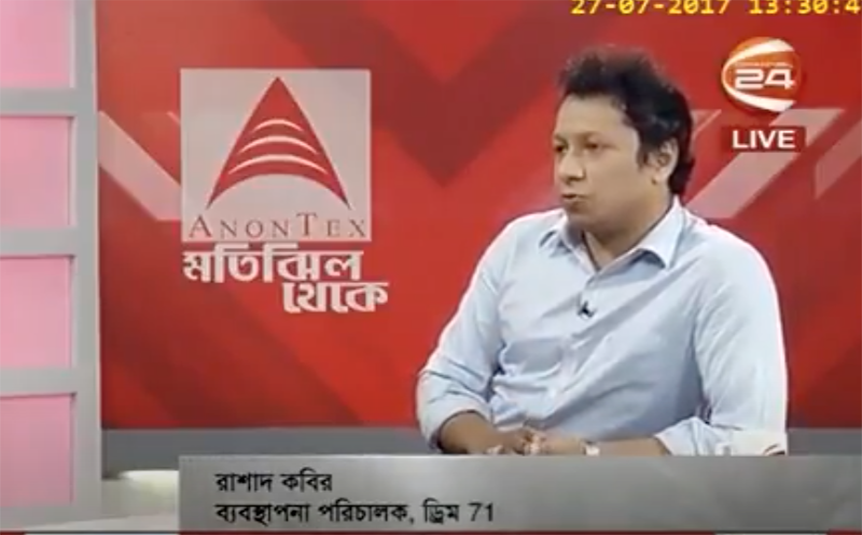 27-07-2017 13:30:4
24
LIVE
ANONTEX
মতিঝিল
থেকে
রাশাদ কবির
ব্যবস্থাপনা পরিচালক, ড্রিম 71